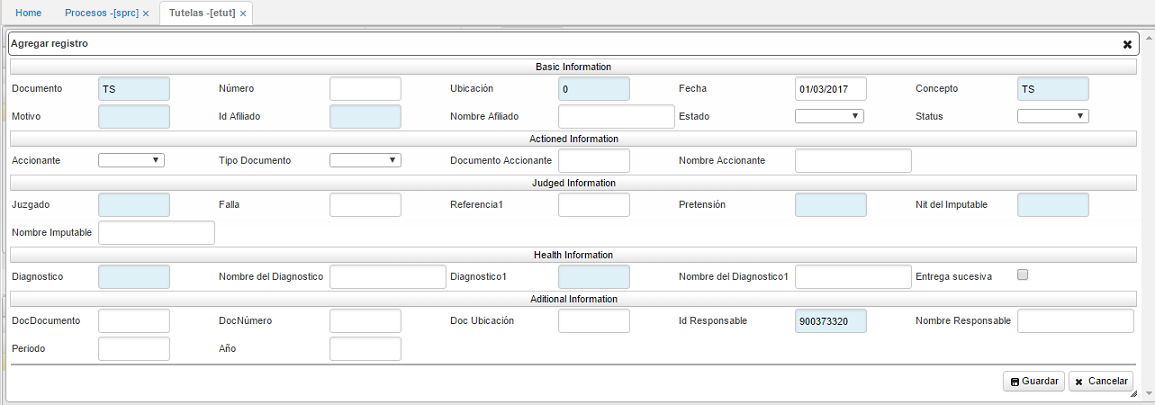 Home Procesos -[sprc] × Tutelas -[etut] ×
Agregar registro
Basic Information
Documento TS Número Ubicación 0 Fecha 01/03/2017 Concepto TS
Motivo Id Afiliado Nombre Afiliado Estado Status
Actioned Information
Accionante Tipo Documento Documento Accionante Nombre Accionante
Judged Information
Juzgado Falla Referencia1 Pretensión Nit del Imputable
Nombre Imputable
Health Information
Diagnostico Nombre del Diagnostico Diagnostico1 Nombre del Diagnostico1 Entrega sucesiva
Aditional Information
DocDocumento DocNúmero Doc Ubicación Id Responsable 900373320 Nombre Responsable
Periodo Año
Guardar Cancelar